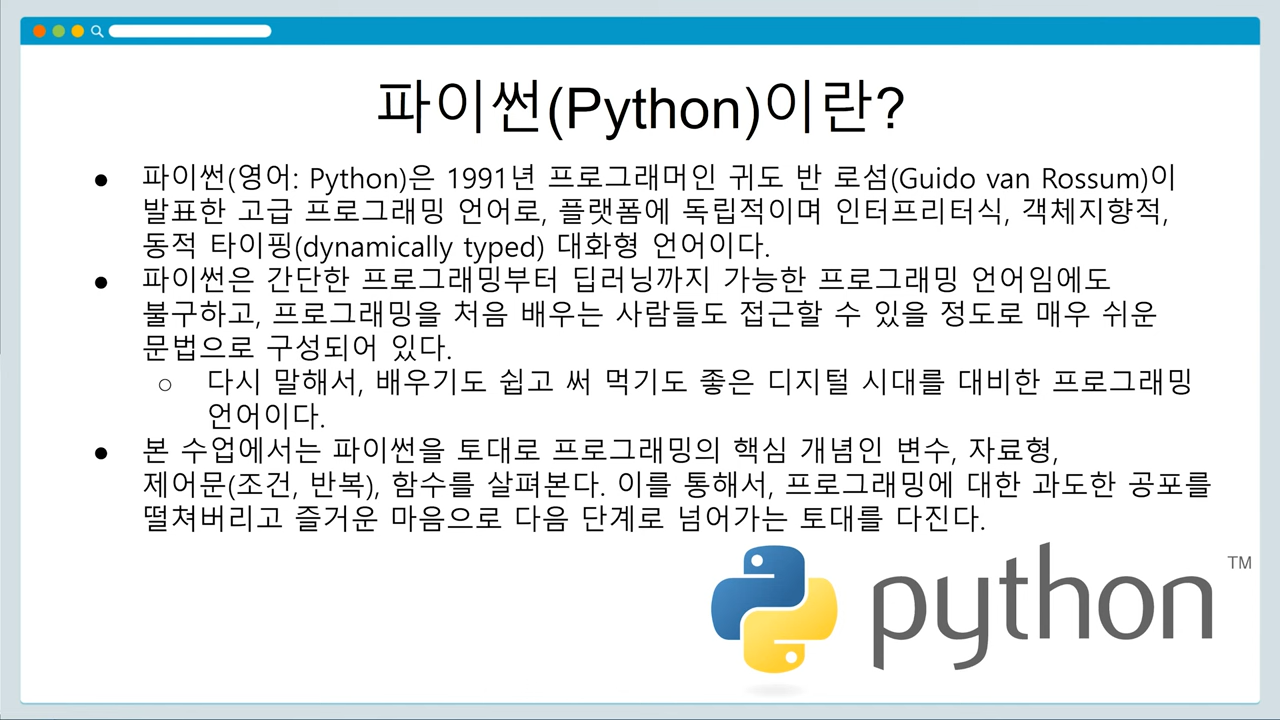 파이썬(Python)이란?
● 파이썬(영어: Python)은 1991년 프로그래머인 귀도 반 로섬(Guido van Rossum)이
발표한 고급 프로그래밍 언어로, 플랫폼에 독립적이며 인터프리터식, 객체지향적,
동적 타이핑(dynamically typed) 대화형 언어이다.
● 파이썬은 간단한 프로그래밍부터 딥러닝까지 가능한 프로그래밍 언어임에도
불구하고, 프로그래밍을 처음 배우는 사람들도 접근할 수 있을 정도로 매우 쉬운
문법으로 구성되어 있다.
○ 다시 말해서, 배우기도 쉽고 써 먹기도 좋은 디지털 시대를 대비한 프로그래밍
언어이다.
● 본 수업에서는 파이썬을 토대로 프로그래밍의 핵심 개념인 변수, 자료형,
제어문(조건, 반복), 함수를 살펴본다. 이를 통해서, 프로그래밍에 대한 과도한 공포를
떨쳐버리고 즐거운 마음으로 다음 단계로 넘어가는 토대를 다진다.
python TM